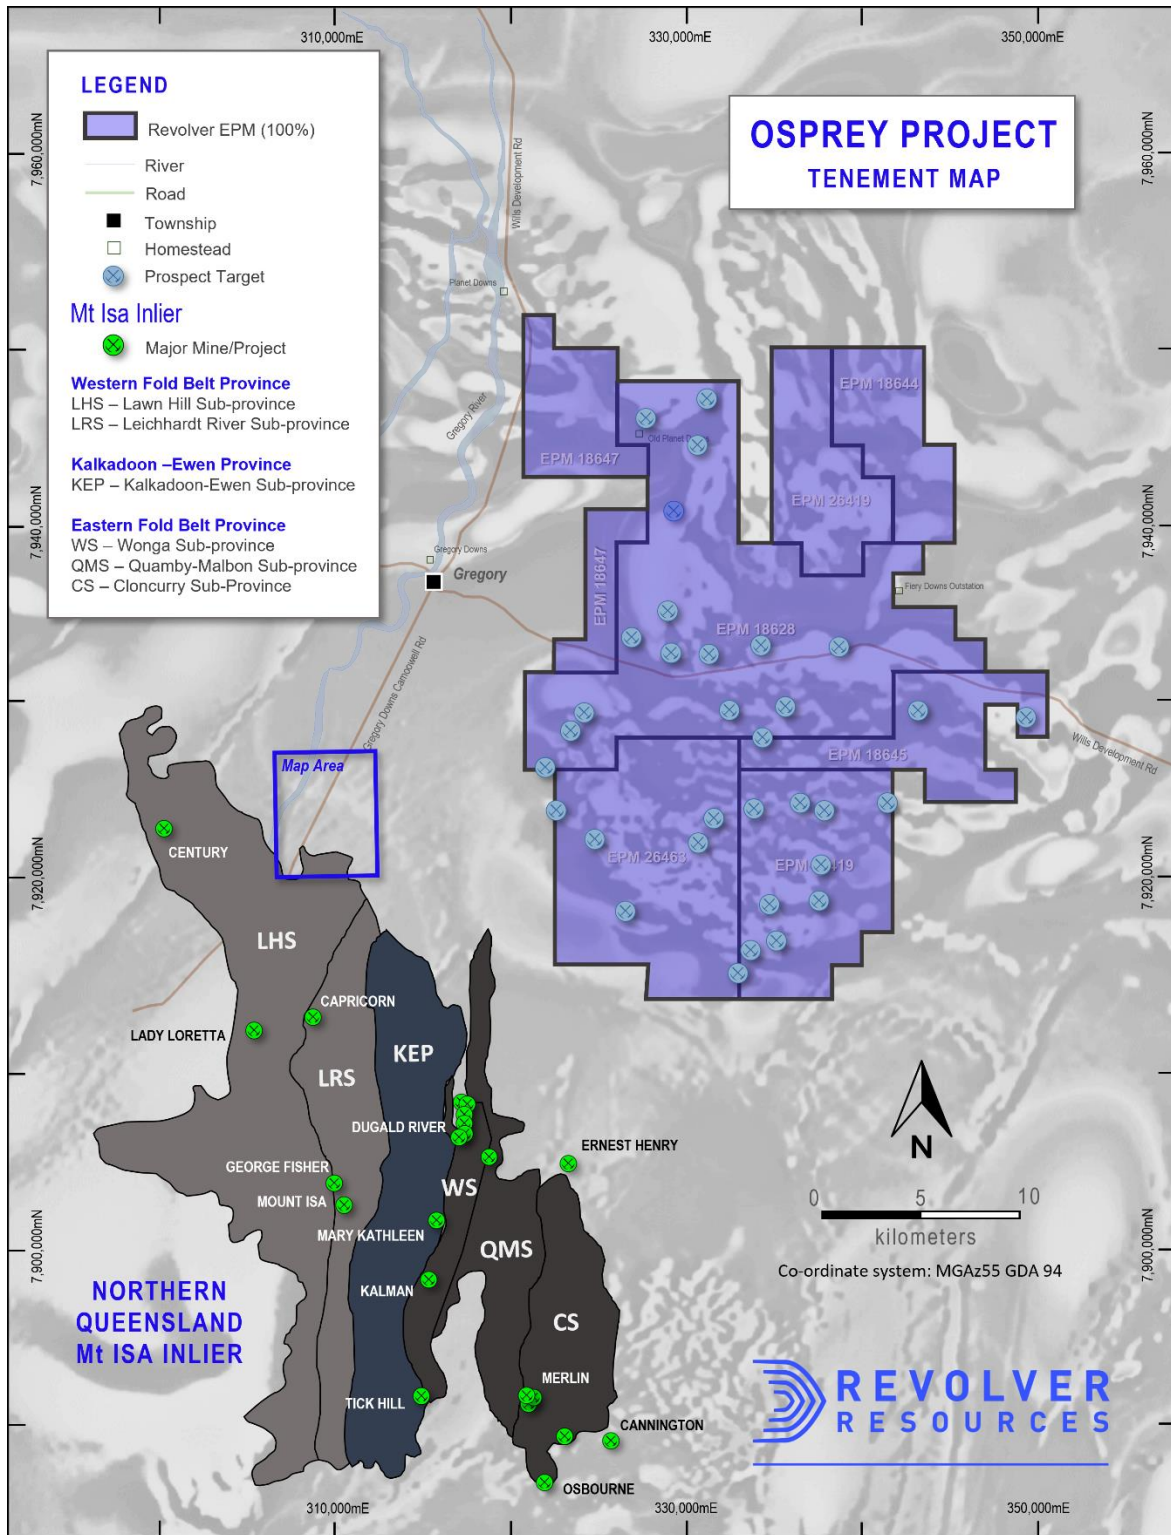 310,000mE
330,000mE
350,000mE
LEGEND
Revolver EPM (100%)
River
Road
Township
Homestead
Prospect Target
Mt Isa Inlier
Major Mine/Project
Western Fold Belt Province
LHS – Lawn Hill Sub-province
LRS – Leichhardt River Sub-province
Kalkadoon –Ewen Province
KEP – Kalkadoon-Ewen Sub-province
Eastern Fold Belt Province
WS – Wonga Sub-province
QMS – Quamby-Malbon Sub-province
CS – Cloncurry Sub-Province
OSPREY PROJECT
TENEMENT MAP
7,960,000mN
7,960,000mN
Wills Development Rd
Planet Downs
Gregory River
EPM 18644
Old Planet
EPM 18647
EPM 26419
7,940,000mN
7,940,000mN
Gregory Downs
Gregory
EPM 18647
Fiery Downs Outstation
EPM 18628
Gregory Downs Camoowell Rd
Wills Development Rd
EPM 18645
Map Area
CENTURY
EPM 26463
7,920,000mN
7,920,000mN
LHS
CAPRICORN
LADY LORETTA
KEP
LRS
DUGALD RIVER
ERNEST HENRY
N
GEORGE FISHER
WS
MOUNT ISA
0 5 10
kilometers
MARY KATHLEEN
QMS
7,900,000mN
7,900,000mN
Co-ordinate system: MGAz55 GDA 94
KALMAN
NORTHERN
QUEENSLAND
Mt ISA INLIER
CS
MERLIN
TICK HILL
REVOLVER
RESOURCES
CANNINGTON
OSBOURNE
310,000mE
330,000mE
350,000mE